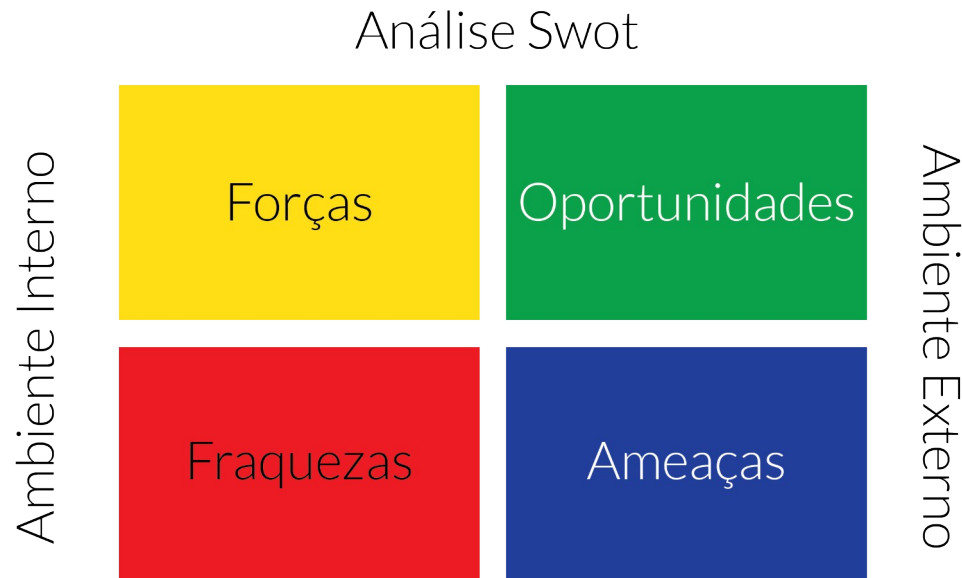 Análise Swot
Ambiente Interno
Forças
Oportunidades
Fraquezas
Ameaças
Ambiente Externo